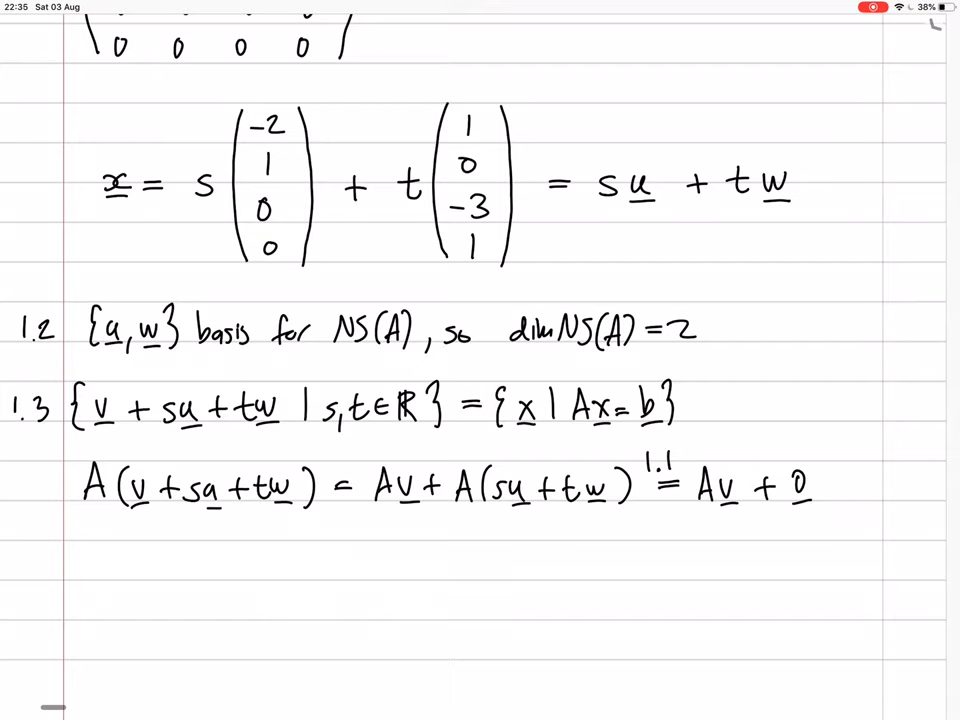 22:35 Sat 03 Aug 38%
0 0 0 0
x = s (-2 1 0 0) + t (1 0 -3 1) = su + tw
1.2 {u, w} basis for NS(A), so dim NS(A) = 2
1.3 {v + su + tw | s, t ∈ ℝ} = {x | Ax = b}
A(v + su + tw) = Av + A(su + tw) =^{1.1} Av + 0